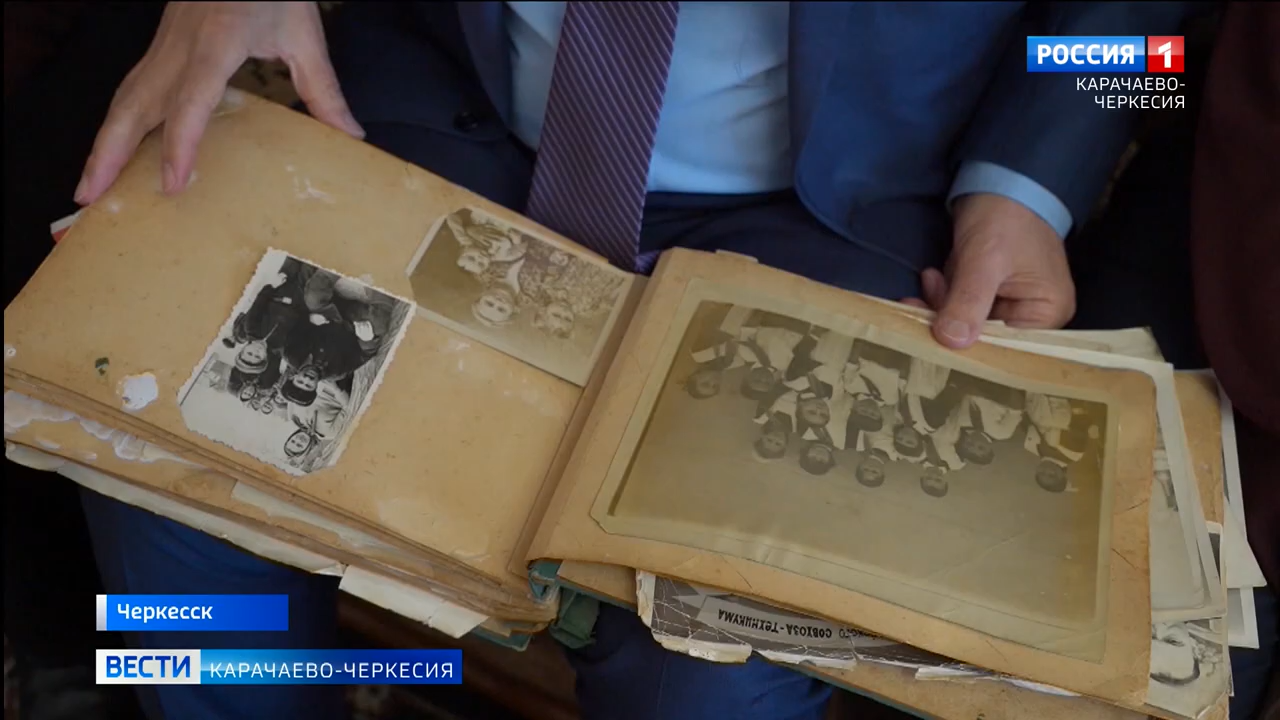 РОССИЯ 1
КАРАЧАЕВО-
ЧЕРКЕСИЯ
СОВХОЗА-ТЕХНИКУМА
Черкесск
ВЕСТИ КАРАЧАЕВО-ЧЕРКЕСИЯ